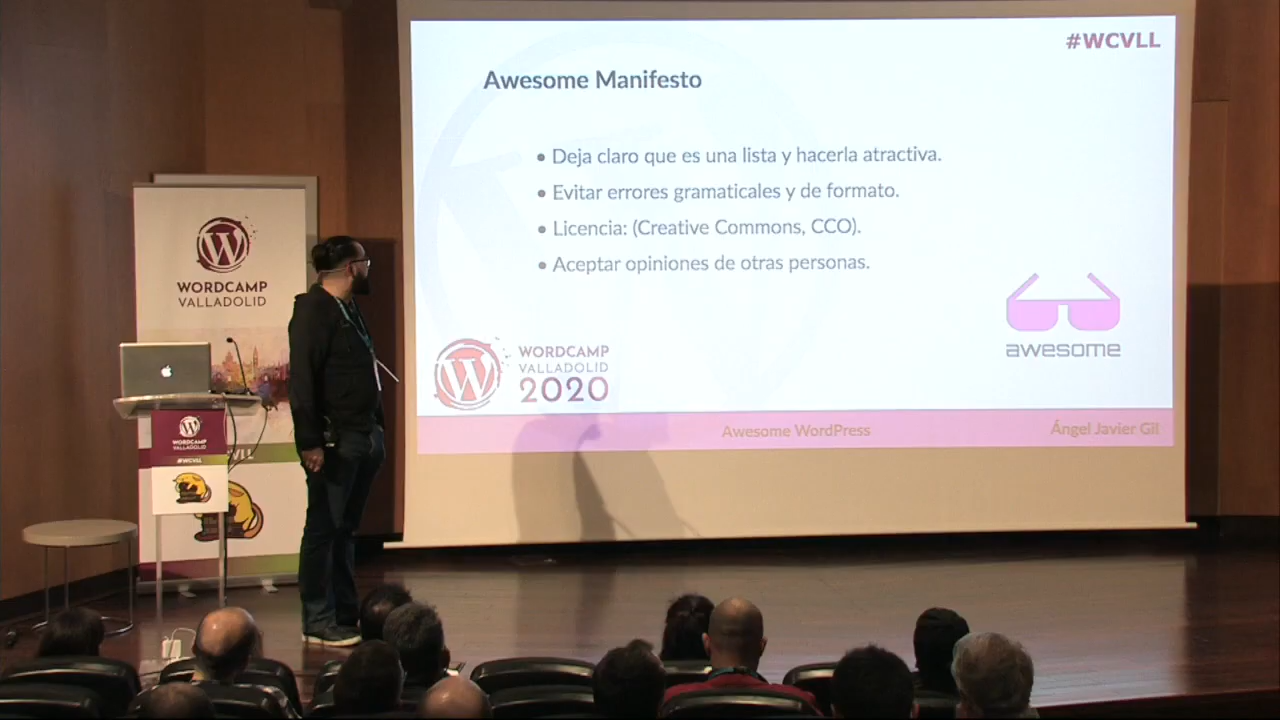 #WCVLL
Awesome Manifesto
• Deja claro que es una lista y hacerla atractiva.
• Evitar errores gramaticales y de formato.
• Licencia: (Creative Commons, CCO).
• Aceptar opiniones de otras personas.
awesome
WORDCAMP
VALLADOLID
2020
Awesome WordPress
Ángel Javier Gil
WORDCAMP
VALLADOLID
WORDCAMP
VALLADOLID
#WCVLL
VLL